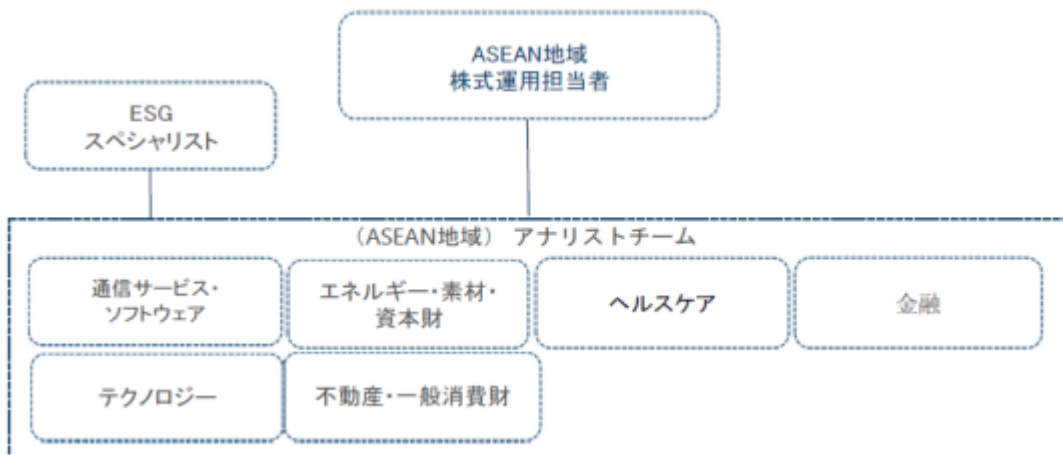 ASEAN地域
株式運用担当者
ESG
スペシャリスト
(ASEAN地域) アナリストチーム
通信サービス・
ソフトウェア
エネルギー・素材・
資本財
ヘルスケア
金融
テクノロジー
不動産・一般消費財